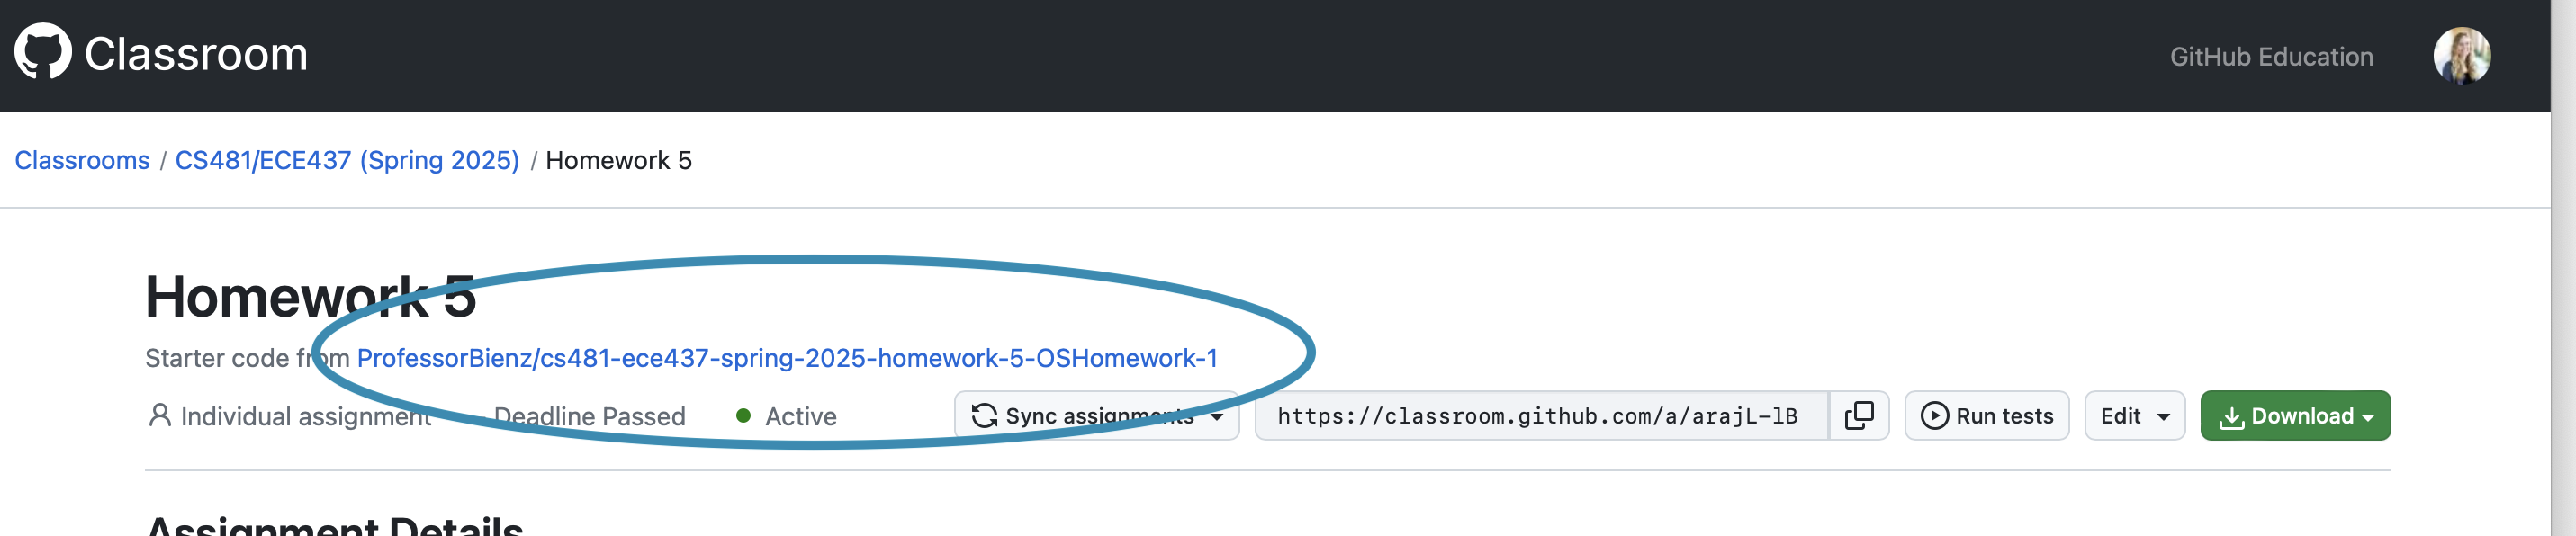 Classroom GitHub Education
Classrooms / CS481/ECE437 (Spring 2025) / Homework 5
Homework 5
Starter code from ProfessorBienz/cs481-ece437-spring-2025-homework-5-OSHomework-1
Individual assignment Deadline Passed Active Sync assignments https://classroom.github.com/a/arajL-lB Run tests Edit Download
Assignment Details